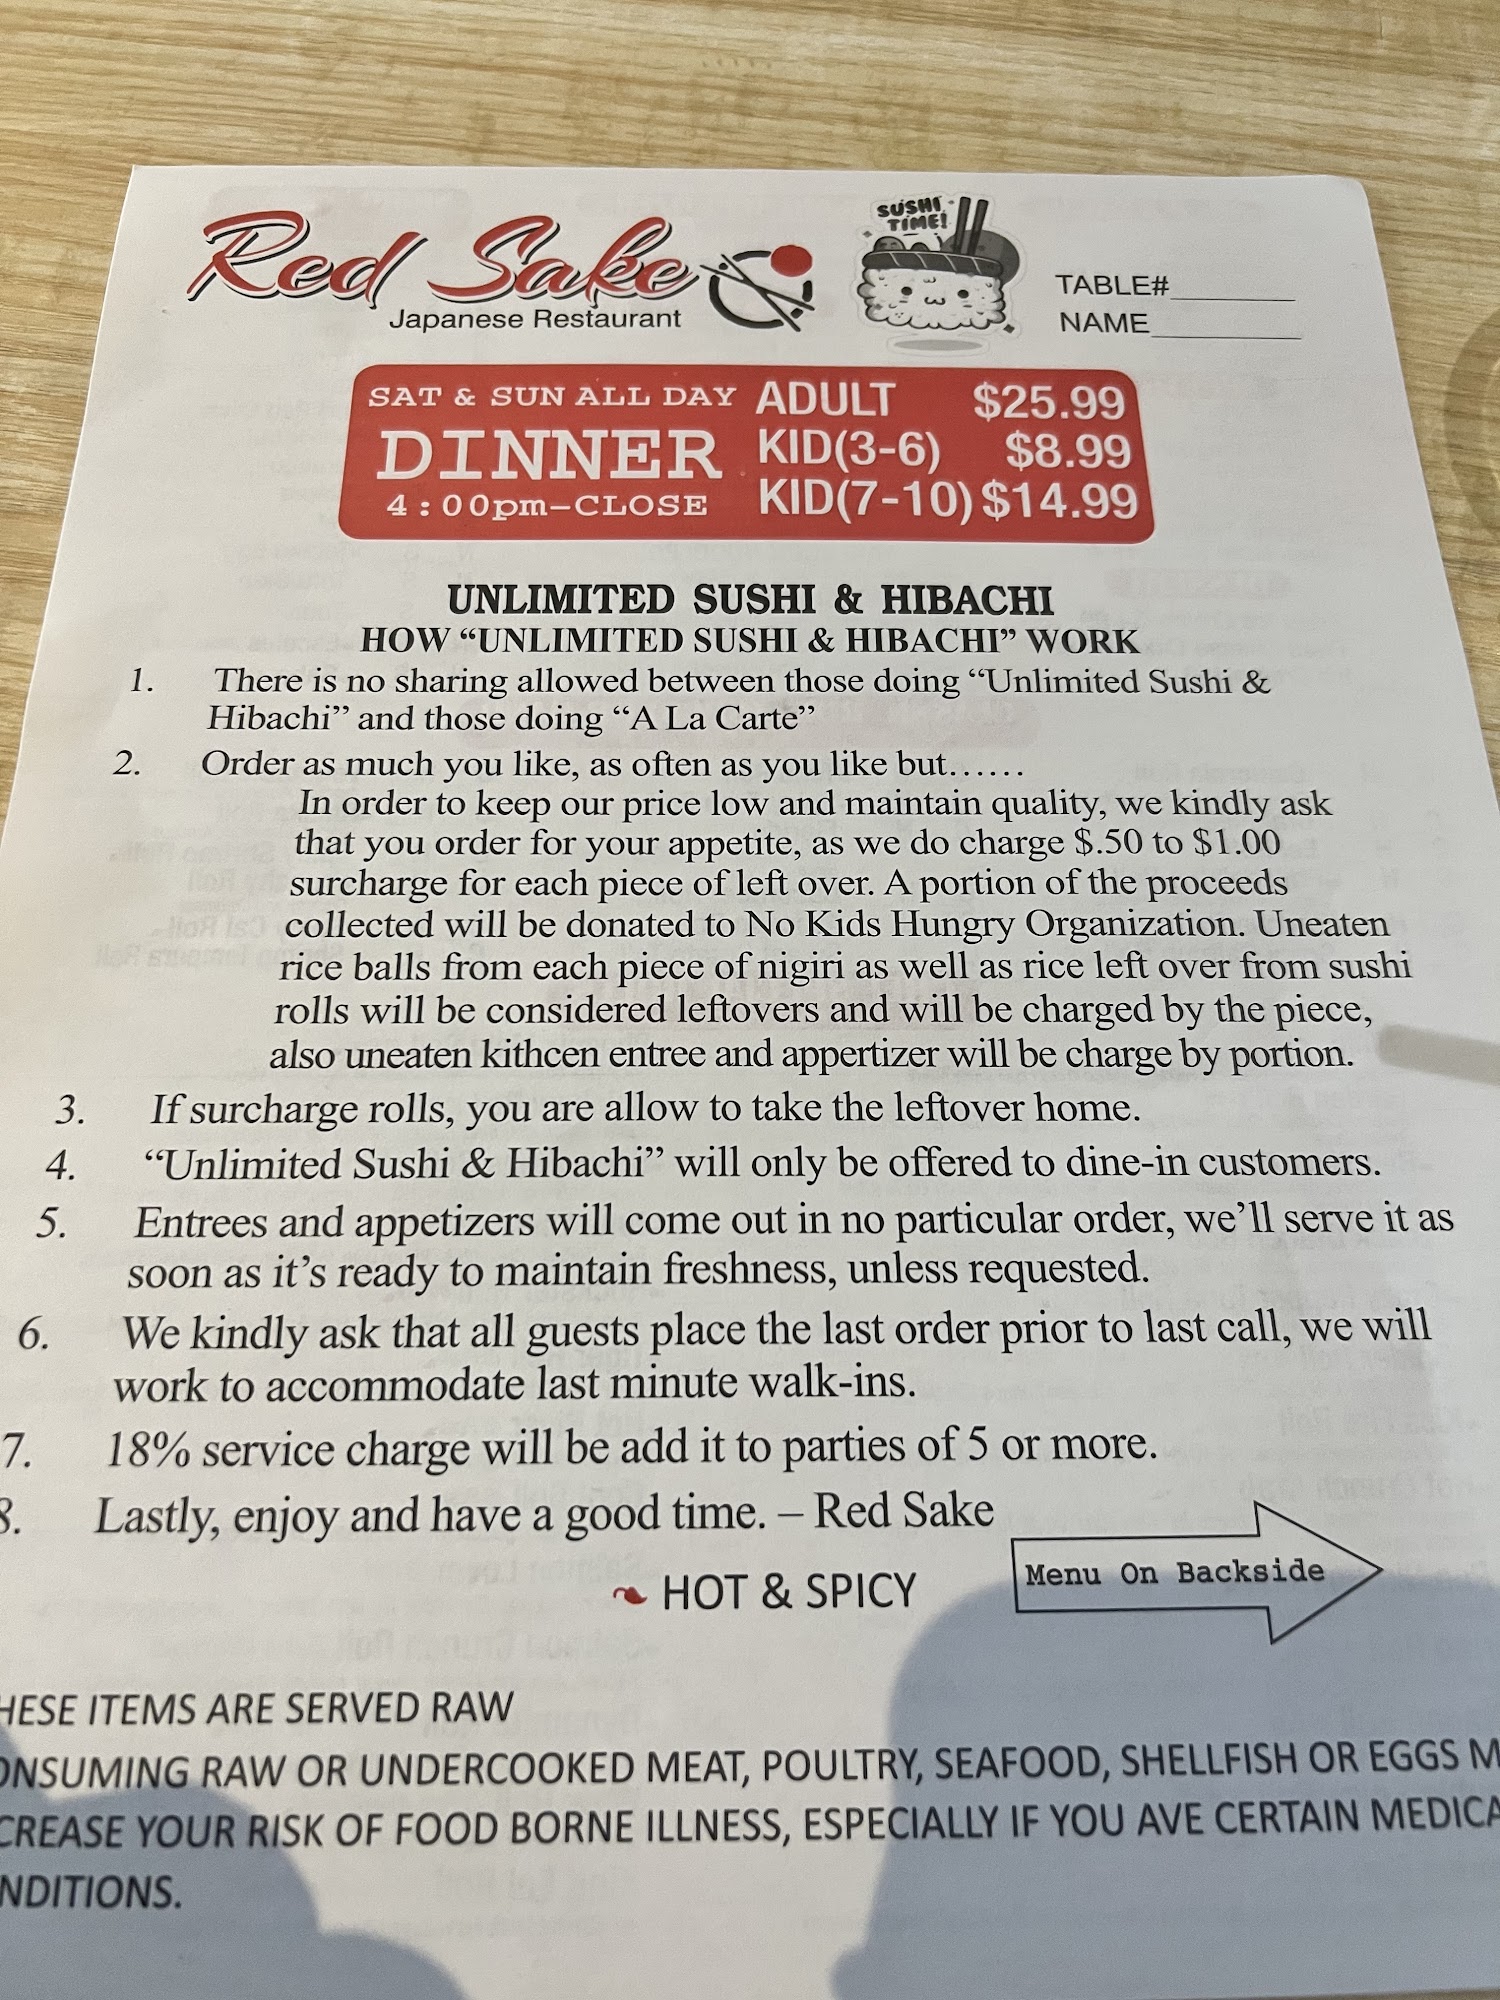 Red Sake
Japanese Restaurant
SUSHI
TIME!
TABLE#
NAME
SAT & SUN ALL DAY
DINNER
4:00pm-CLOSE
ADULT $25.99
KID(3-6) $8.99
KID(7-10) $14.99
UNLIMITED SUSHI & HIBACHI
HOW “UNLIMITED SUSHI & HIBACHI” WORK
1. There is no sharing allowed between those doing “Unlimited Sushi &
Hibachi” and those doing “A La Carte”
2. Order as much you like, as often as you like but……
In order to keep our price low and maintain quality, we kindly ask
that you order for your appetite, as we do charge $.50 to $1.00
surcharge for each piece of left over. A portion of the proceeds
collected will be donated to No Kids Hungry Organization. Uneaten
rice balls from each piece of nigiri as well as rice left over from sushi
rolls will be considered leftovers and will be charged by the piece,
also uneaten kithcen entree and appertizer will be charge by portion.
3. If surcharge rolls, you are allow to take the leftover home.
4. “Unlimited Sushi & Hibachi” will only be offered to dine-in customers.
5. Entrees and appetizers will come out in no particular order, we’ll serve it as
soon as it’s ready to maintain freshness, unless requested.
6. We kindly ask that all guests place the last order prior to last call, we will
work to accommodate last minute walk-ins.
7. 18% service charge will be add it to parties of 5 or more.
8. Lastly, enjoy and have a good time. – Red Sake
HOT & SPICY
Menu On Backside
HESE ITEMS ARE SERVED RAW
ONSUMING RAW OR UNDERCOOKED MEAT, POULTRY, SEAFOOD, SHELLFISH OR EGGS M
CREASE YOUR RISK OF FOOD BORNE ILLNESS, ESPECIALLY IF YOU AVE CERTAIN MEDICA
NDITIONS.